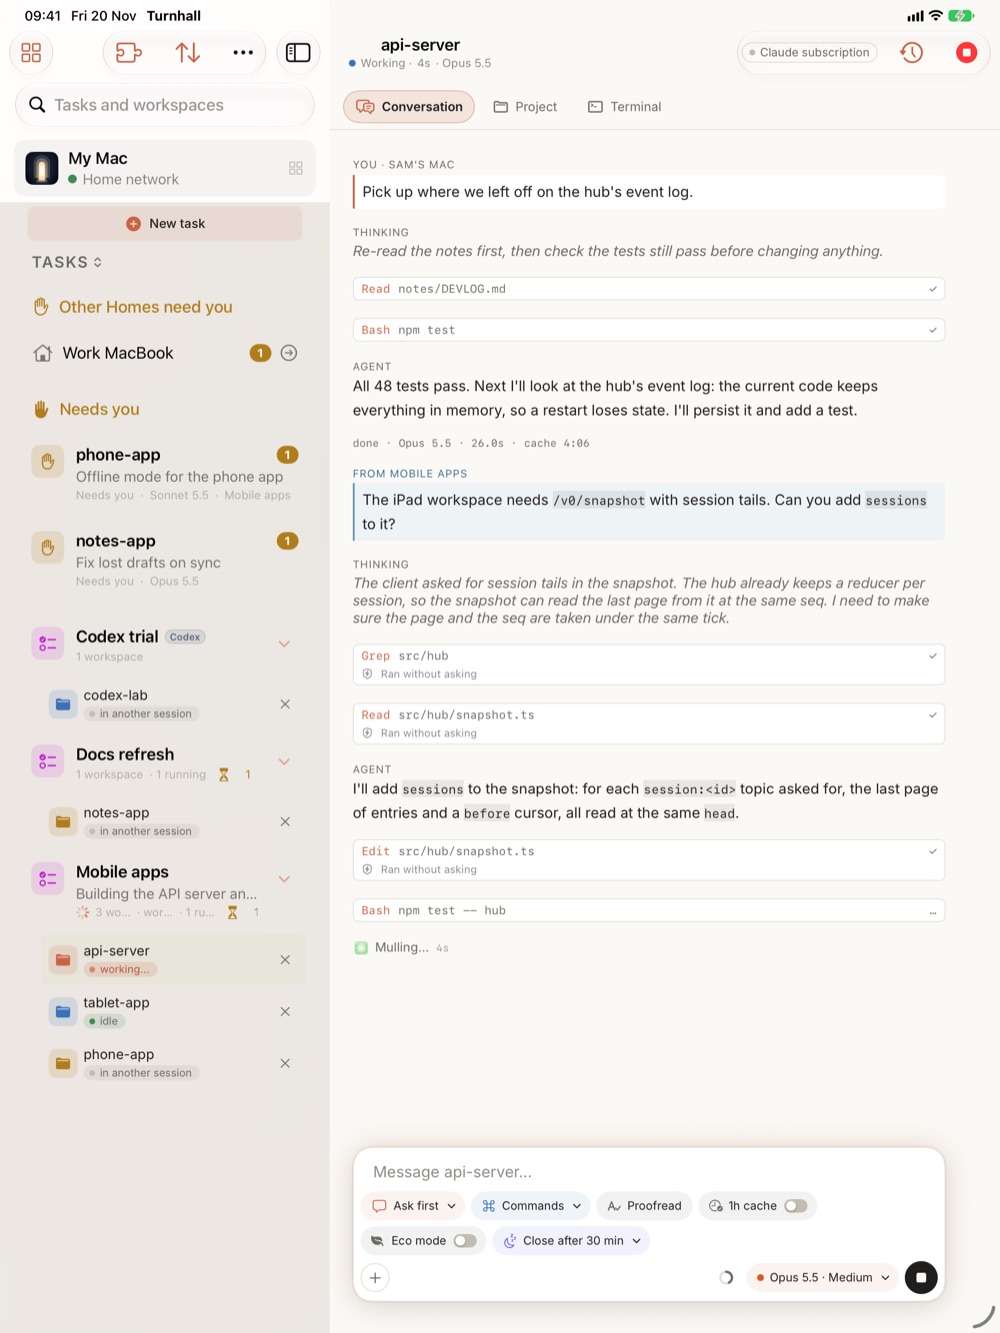 09:41 Fri 20 Nov Turnhall
Tasks and workspaces
My Mac
Home network
New task
TASKS
Other Homes need you
Work MacBook 1
Needs you
phone-app 1
Offline mode for the phone app
Needs you · Sonnet 5.5 · Mobile apps
notes-app 1
Fix lost drafts on sync
Needs you · Opus 5.5
Codex trial Codex
1 workspace
codex-lab
in another session
Docs refresh
1 workspace · 1 running 1
notes-app
in another session
Mobile apps
Building the API server an...
3 wo... · wor... · 1 ru... 1
api-server
working...
tablet-app
idle
phone-app
in another session
api-server
Working · 4s · Opus 5.5
Claude subscription
Conversation
Project
Terminal
YOU · SAM'S MAC
Pick up where we left off on the hub's event log.
THINKING
Re-read the notes first, then check the tests still pass before changing anything.
Read notes/DEVLOG.md
Bash npm test
AGENT
All 48 tests pass. Next I'll look at the hub's event log: the current code keeps
everything in memory, so a restart loses state. I'll persist it and add a test.
done · Opus 5.5 · 26.0s · cache 4:06
FROM MOBILE APPS
The iPad workspace needs /v0/snapshot with session tails. Can you add sessions
to it?
THINKING
The client asked for session tails in the snapshot. The hub already keeps a reducer per
session, so the snapshot can read the last page from it at the same seq. I need to make
sure the page and the seq are taken under the same tick.
Grep src/hub
Ran without asking
Read src/hub/snapshot.ts
Ran without asking
AGENT
I'll add sessions to the snapshot: for each session:<id> topic asked for, the last page
of entries and a before cursor, all read at the same head.
Edit src/hub/snapshot.ts
Ran without asking
Bash npm test -- hub ...
Mulling... 4s
Message api-server...
Ask first
Commands
Proofread
1h cache
Eco mode
Close after 30 min
Opus 5.5 · Medium